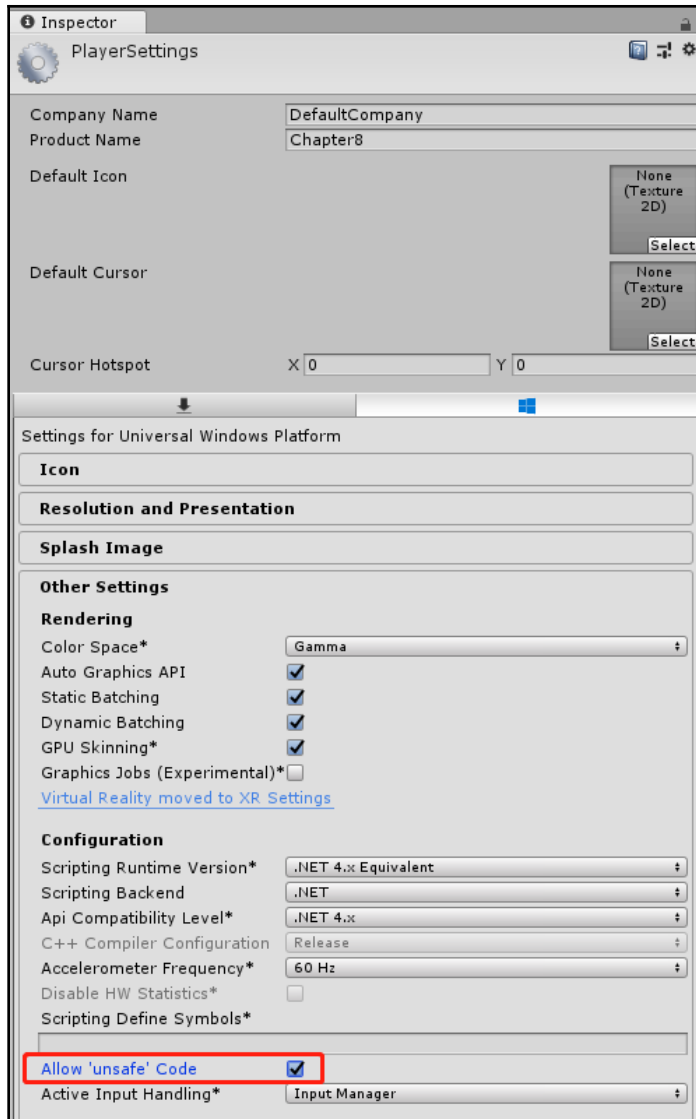 Inspector
PlayerSettings
Company Name DefaultCompany
Product Name Chapter8
Default Icon None
(Texture
2D)
Select
Default Cursor None
(Texture
2D)
Select
Cursor Hotspot X 0 Y 0
Settings for Universal Windows Platform
Icon
Resolution and Presentation
Splash Image
Other Settings
Rendering
Color Space* Gamma
Auto Graphics API
Static Batching
Dynamic Batching
GPU Skinning*
Graphics Jobs (Experimental)*
Virtual Reality moved to XR Settings
Configuration
Scripting Runtime Version* .NET 4.x Equivalent
Scripting Backend .NET
Api Compatibility Level* .NET 4.x
C++ Compiler Configuration Release
Accelerometer Frequency* 60 Hz
Disable HW Statistics*
Scripting Define Symbols*
Allow 'unsafe' Code
Active Input Handling* Input Manager